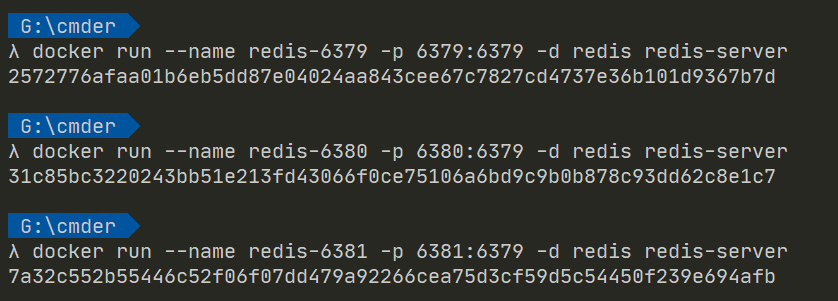 G:\cmder
λ docker run --name redis-6379 -p 6379:6379 -d redis redis-server
2572776afaa01b6eb5dd87e04024aa843cee67c7827cd4737e36b101d9367b7d
G:\cmder
λ docker run --name redis-6380 -p 6380:6379 -d redis redis-server
31c85bc3220243bb51e213fd43066f0ce75106a6bd9c9b0b878c93dd62c8e1c7
G:\cmder
λ docker run --name redis-6381 -p 6381:6379 -d redis redis-server
7a32c552b55446c52f06f07dd479a92266cea75d3cf59d5c54450f239e694afb